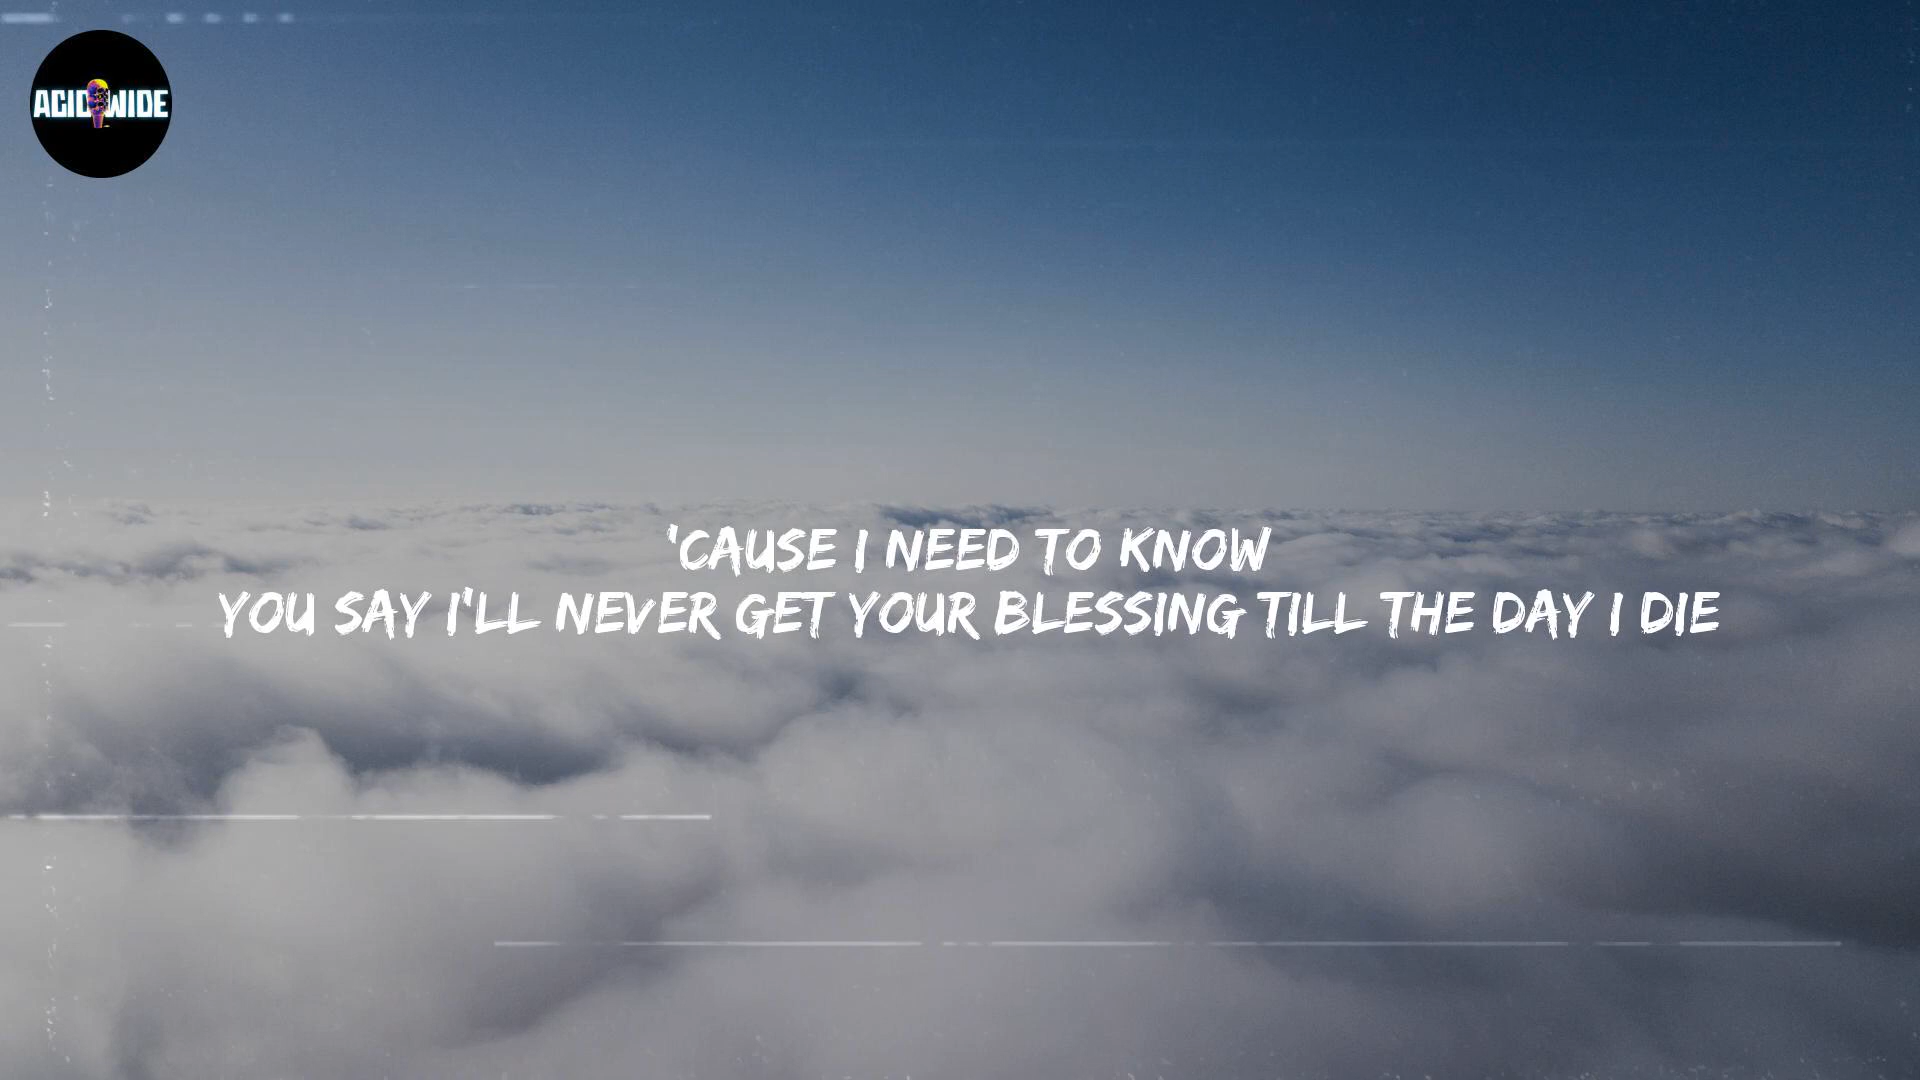 ACID WIDE
'CAUSE I NEED TO KNOW
YOU SAY I'LL NEVER GET YOUR BLESSING TILL THE DAY I DIE